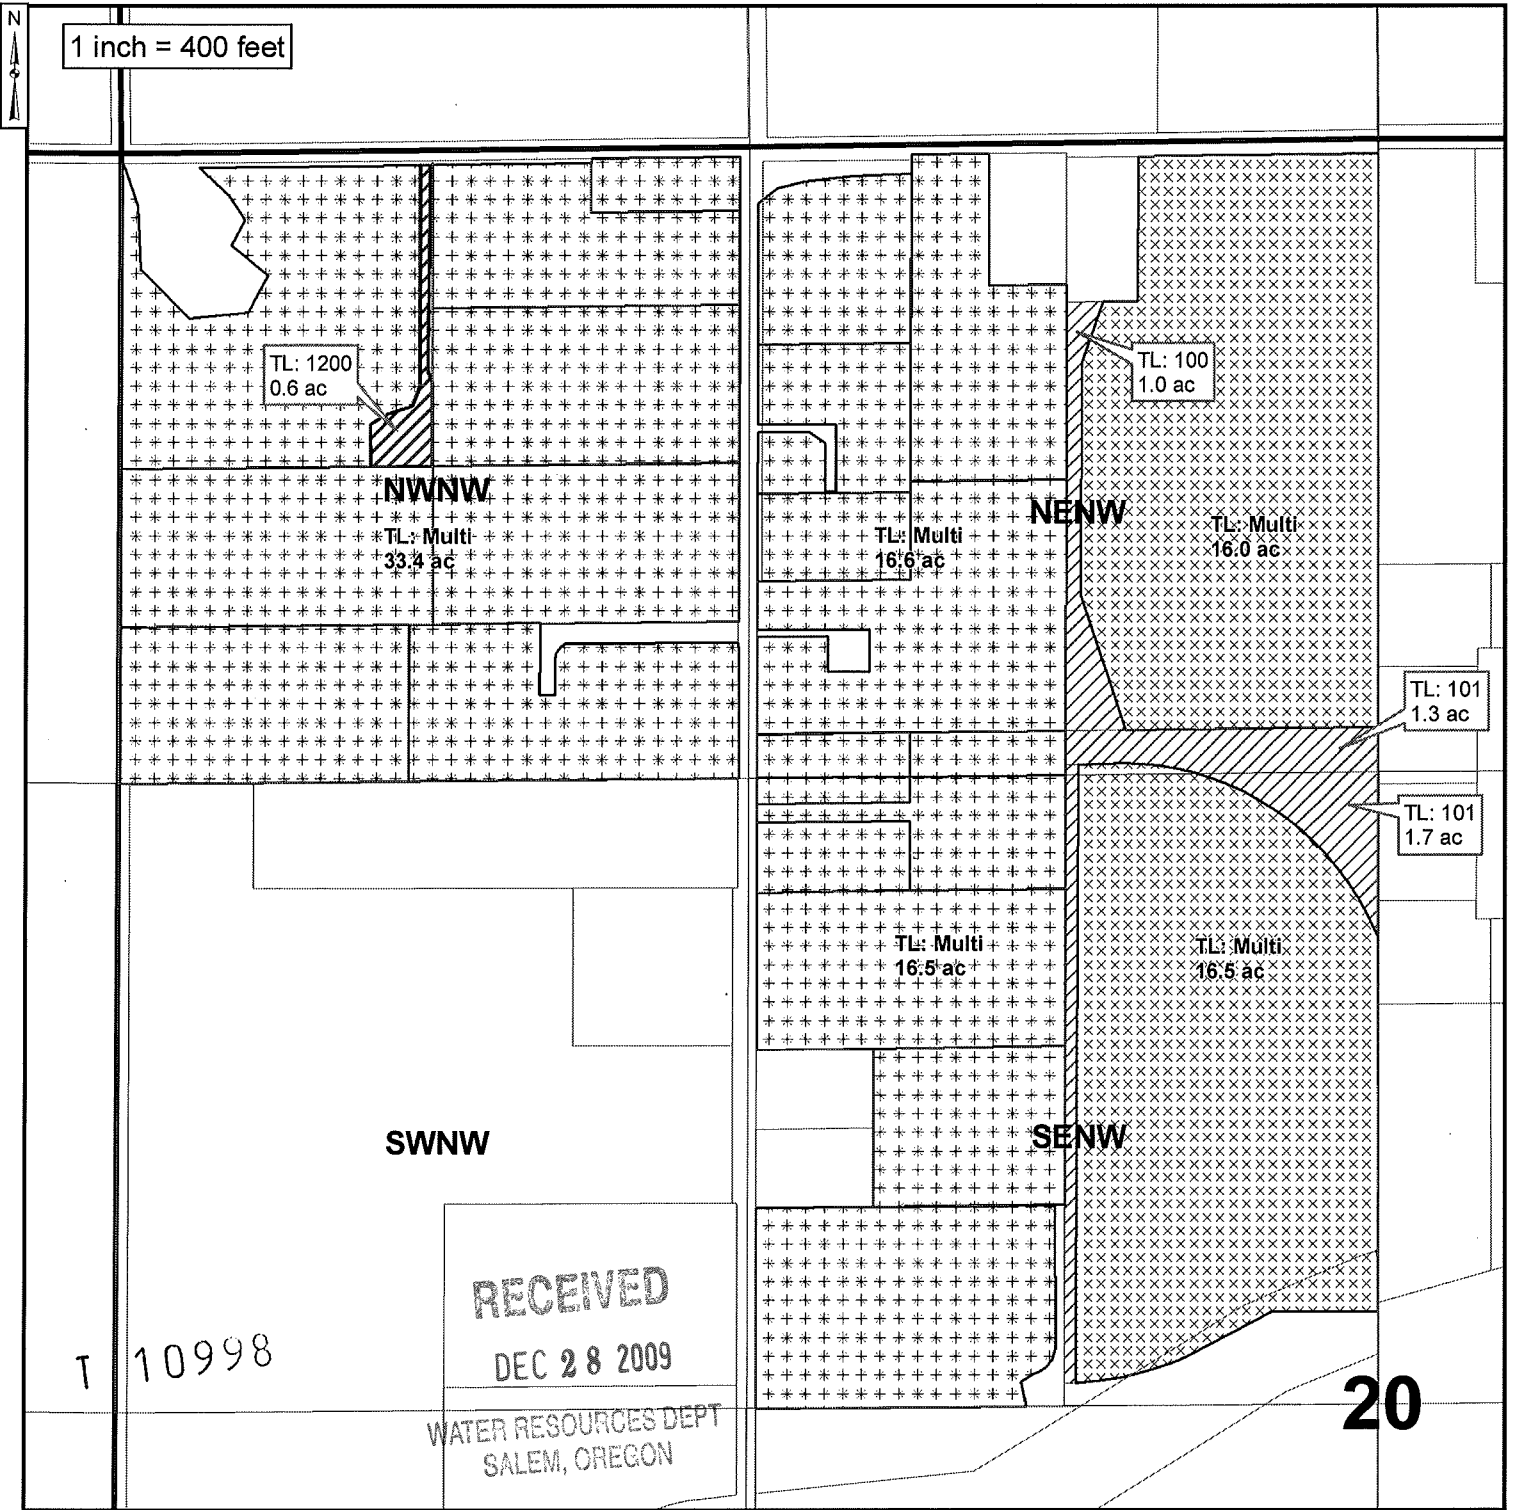 N
1 inch = 400 feet
TL: 1200
0.6 ac
TL: 100
1.0 ac
NWNW
TL: Multi
33.4 ac
TL: Multi
16.6 ac
NENW
TL: Multi
16.0 ac
TL: 101
1.3 ac
TL: 101
1.7 ac
TL: Multi
16.5 ac
TL: Multi
16.5 ac
SWNW
SENW
RECEIVED
DEC 28 2009
WATER RESOURCES DEPT
SALEM, OREGON
T 10998
20